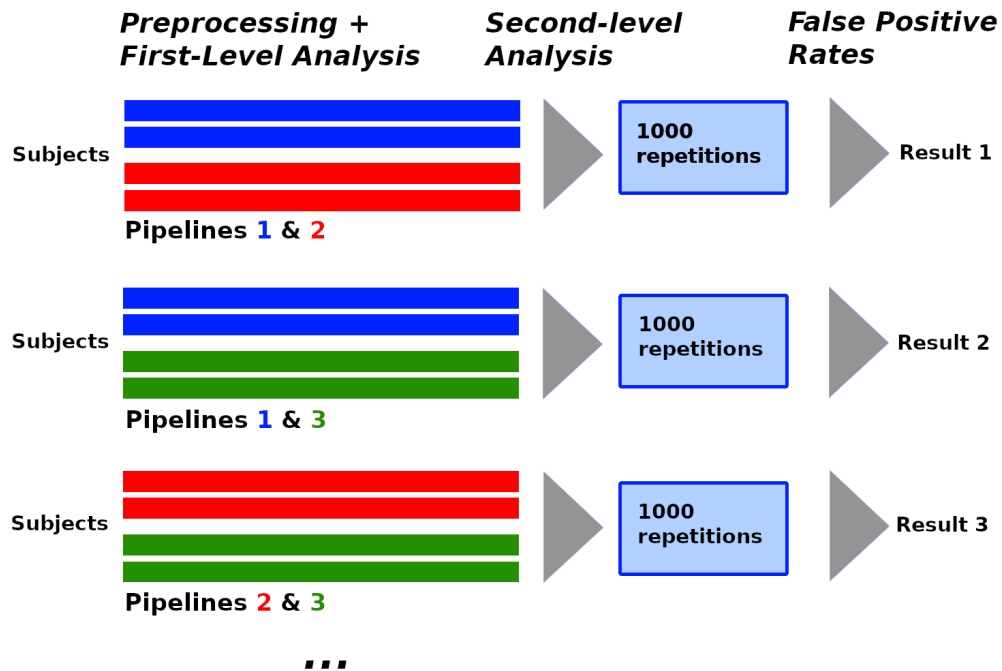 Preprocessing +
First-Level Analysis
Second-level
Analysis
False Positive
Rates
Subjects
1000
repetitions
Result 1
Pipelines 1 & 2
Subjects
1000
repetitions
Result 2
Pipelines 1 & 3
Subjects
1000
repetitions
Result 3
Pipelines 2 & 3
...